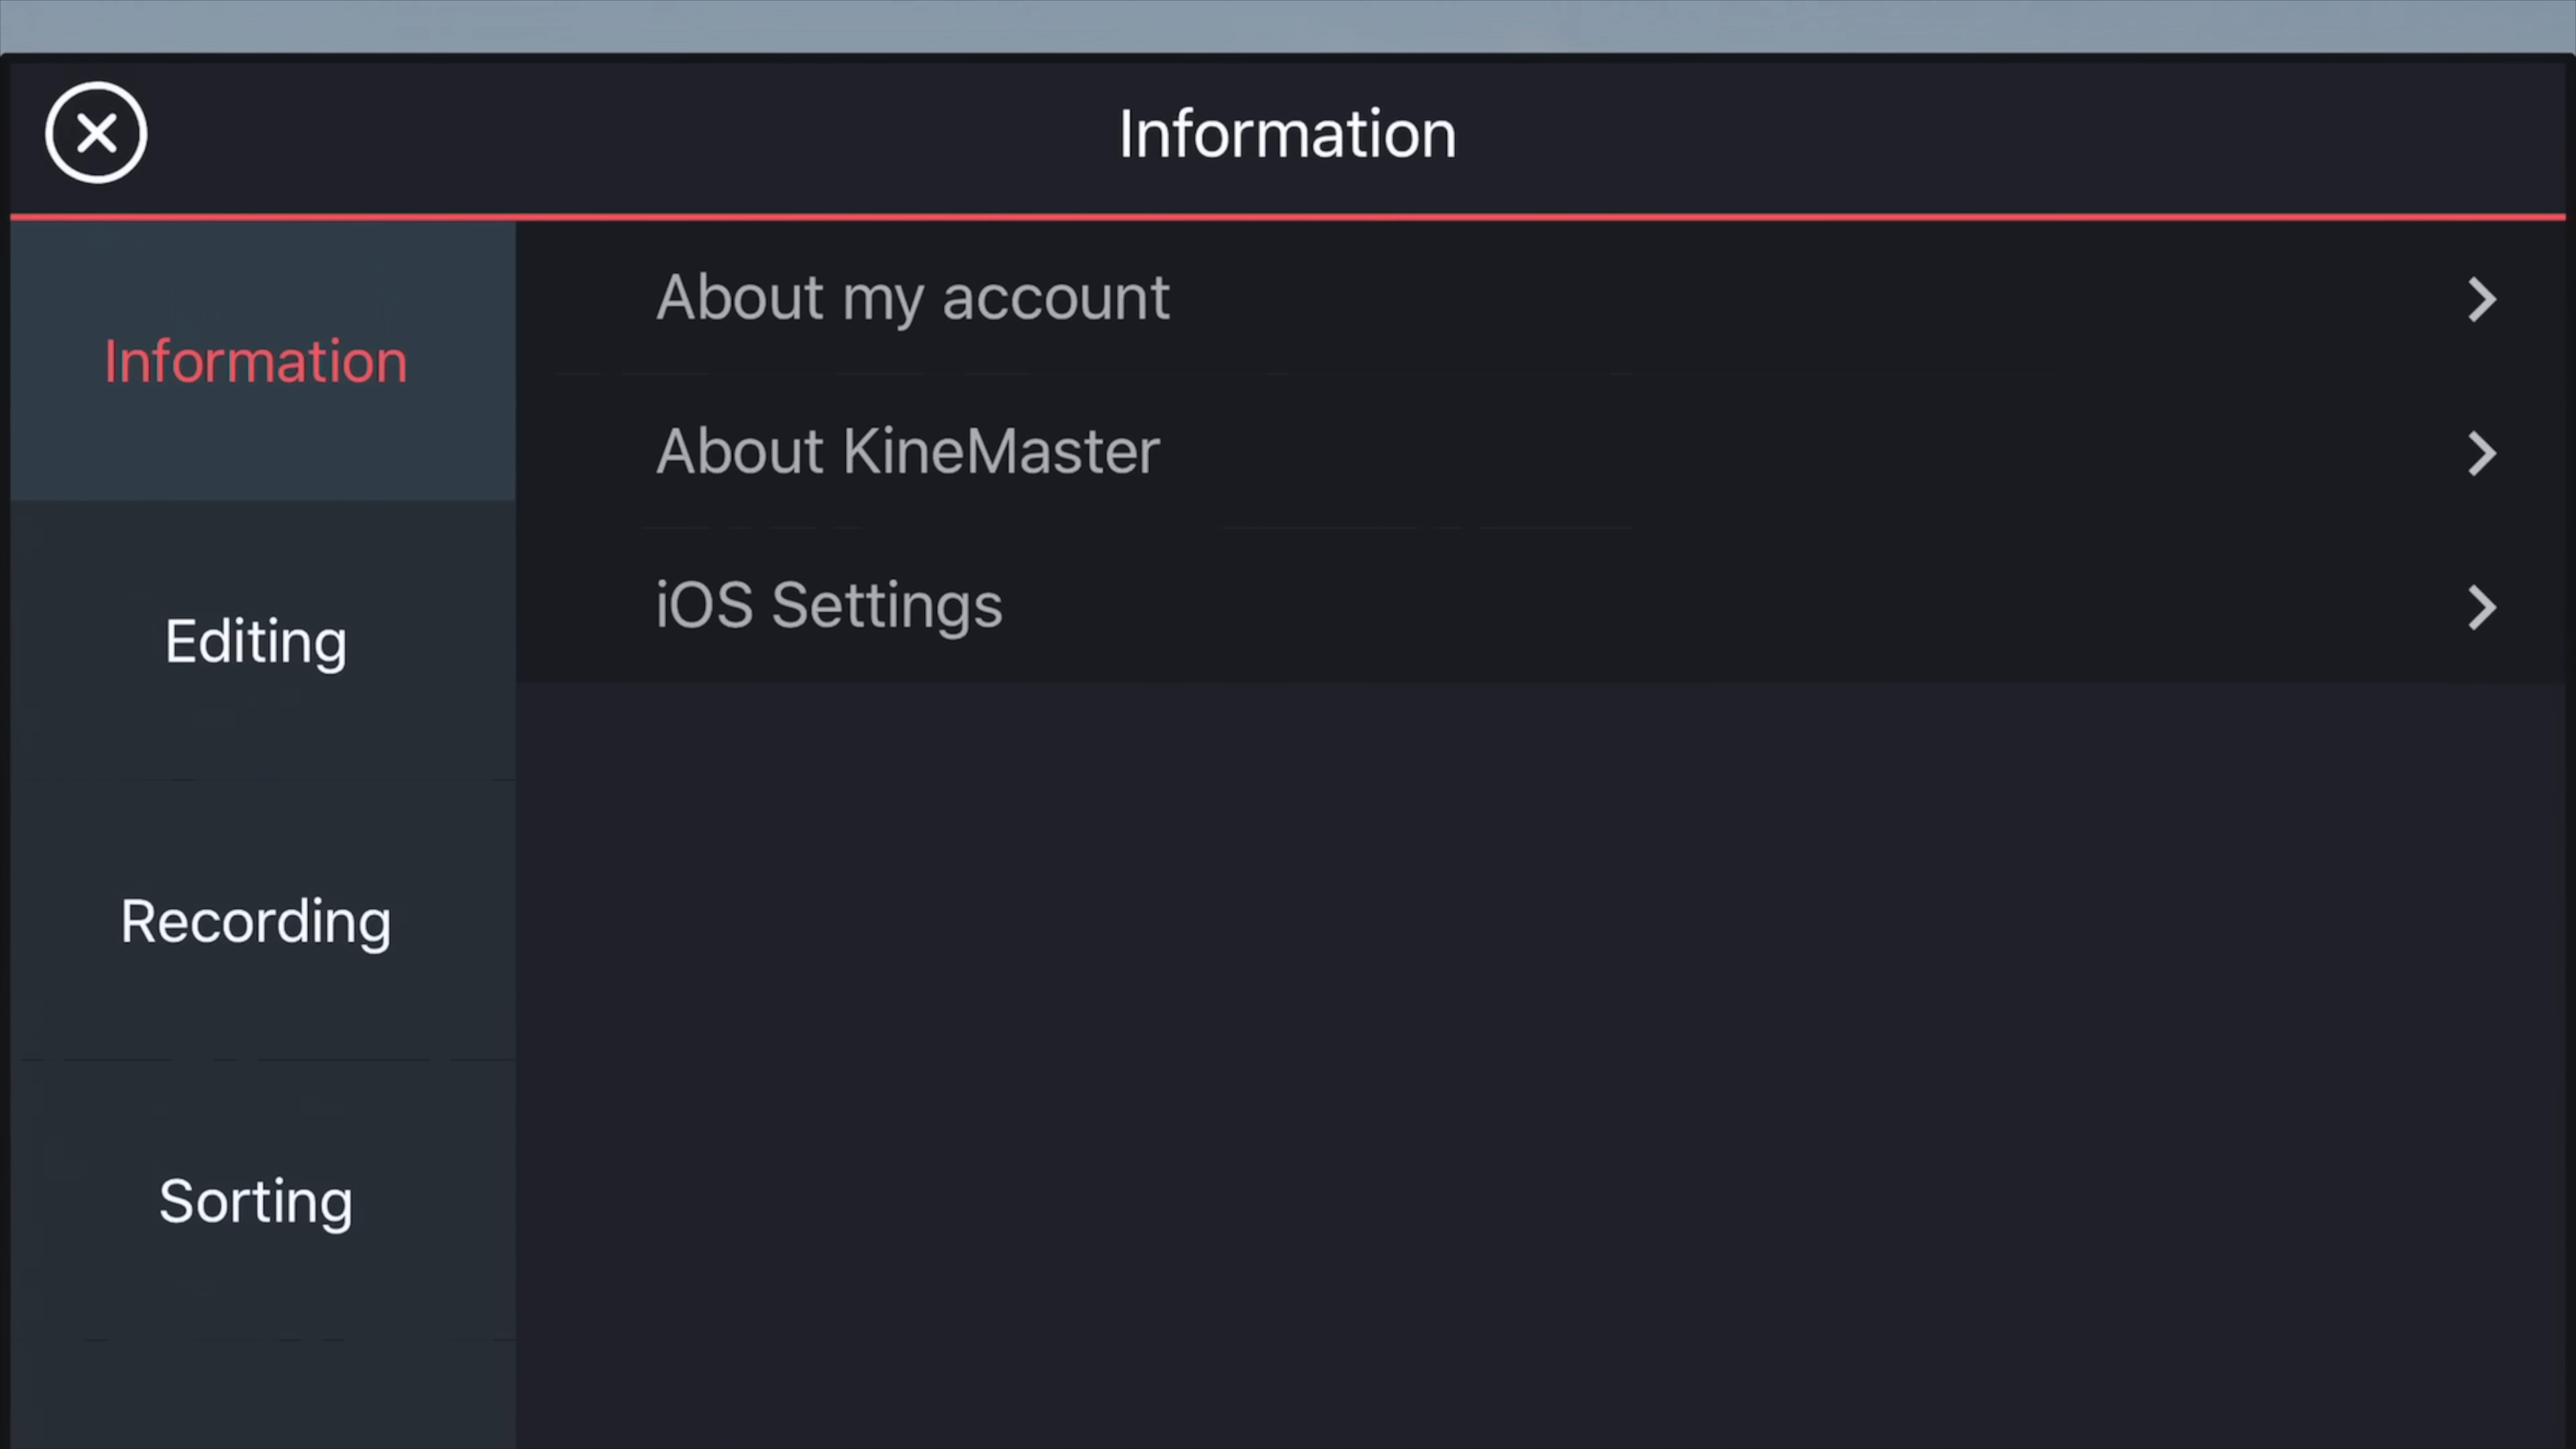 Information
Information
Editing
Recording
Sorting
About my account
About KineMaster
iOS Settings